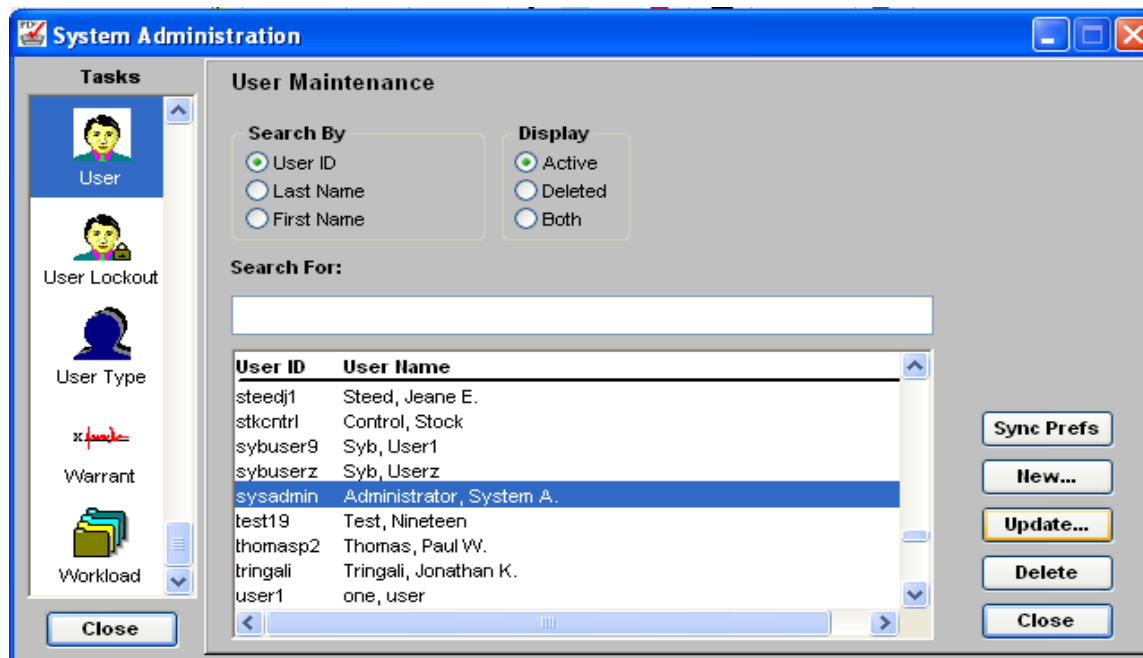 System Administration
Tasks
User
User Lockout
User Type
Warrant
Workload
Close
User Maintenance
Search By
User ID
Last Name
First Name
Display
Active
Deleted
Both
Search For:
User ID User Name
steedj1 Steed, Jeane E.
stkcntrl Control, Stock
sybuser9 Syb, User1
sybuserz Syb, Userz
sysadmin Administrator, System A.
test19 Test, Nineteen
thomasp2 Thomas, Paul W.
tringali Tringali, Jonathan K.
user1 one, user
Sync Prefs
New...
Update...
Delete
Close